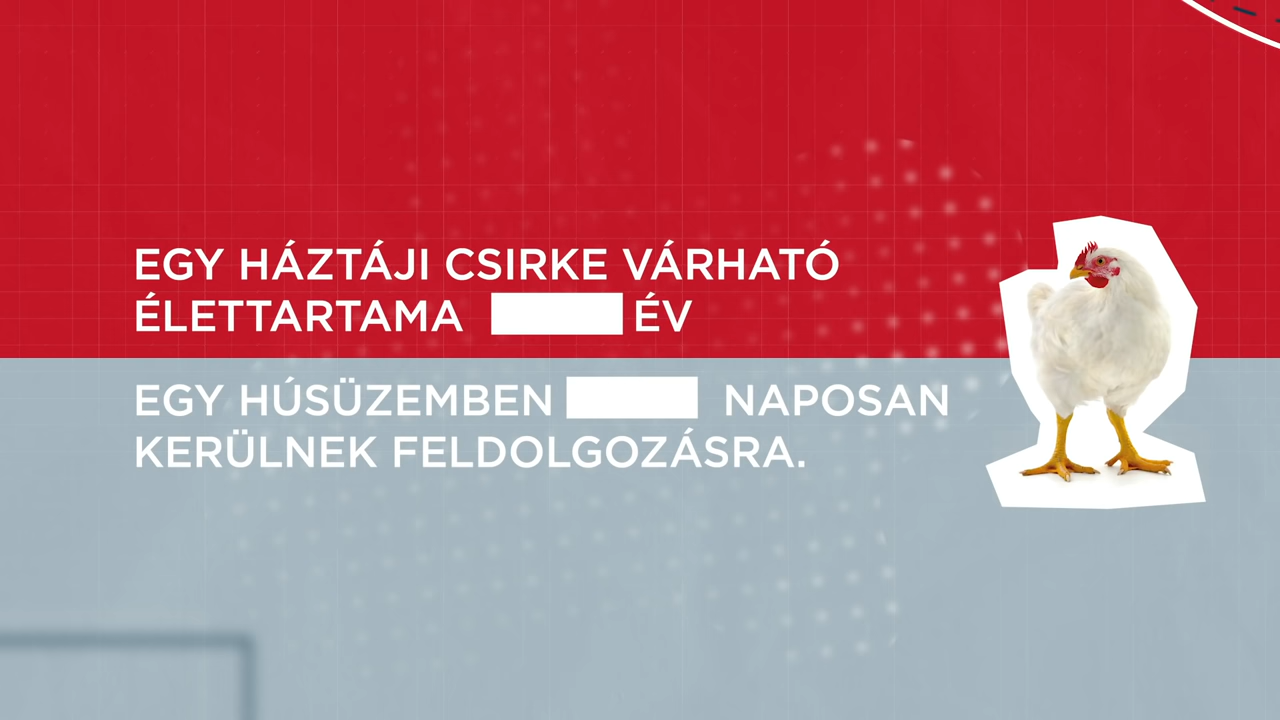 EGY HÁZTÁJI CSIRKE VÁRHATÓ
ÉLETTARTAMA ÉV
EGY HÚSÜZEMBEN NAPOSAN
KERÜLNEK FELDOLGOZÁSRA.